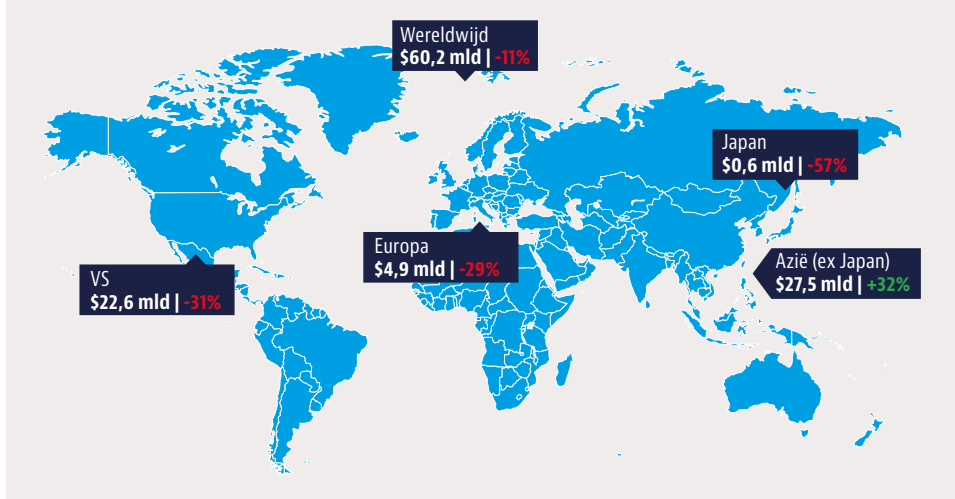 Wereldwijd
$60,2 mld | -11%
Japan
$0,6 mld | -57%
Europa
$4,9 mld | -29%
Azië (ex Japan)
$27,5 mld | +32%
VS
$22,6 mld | -31%